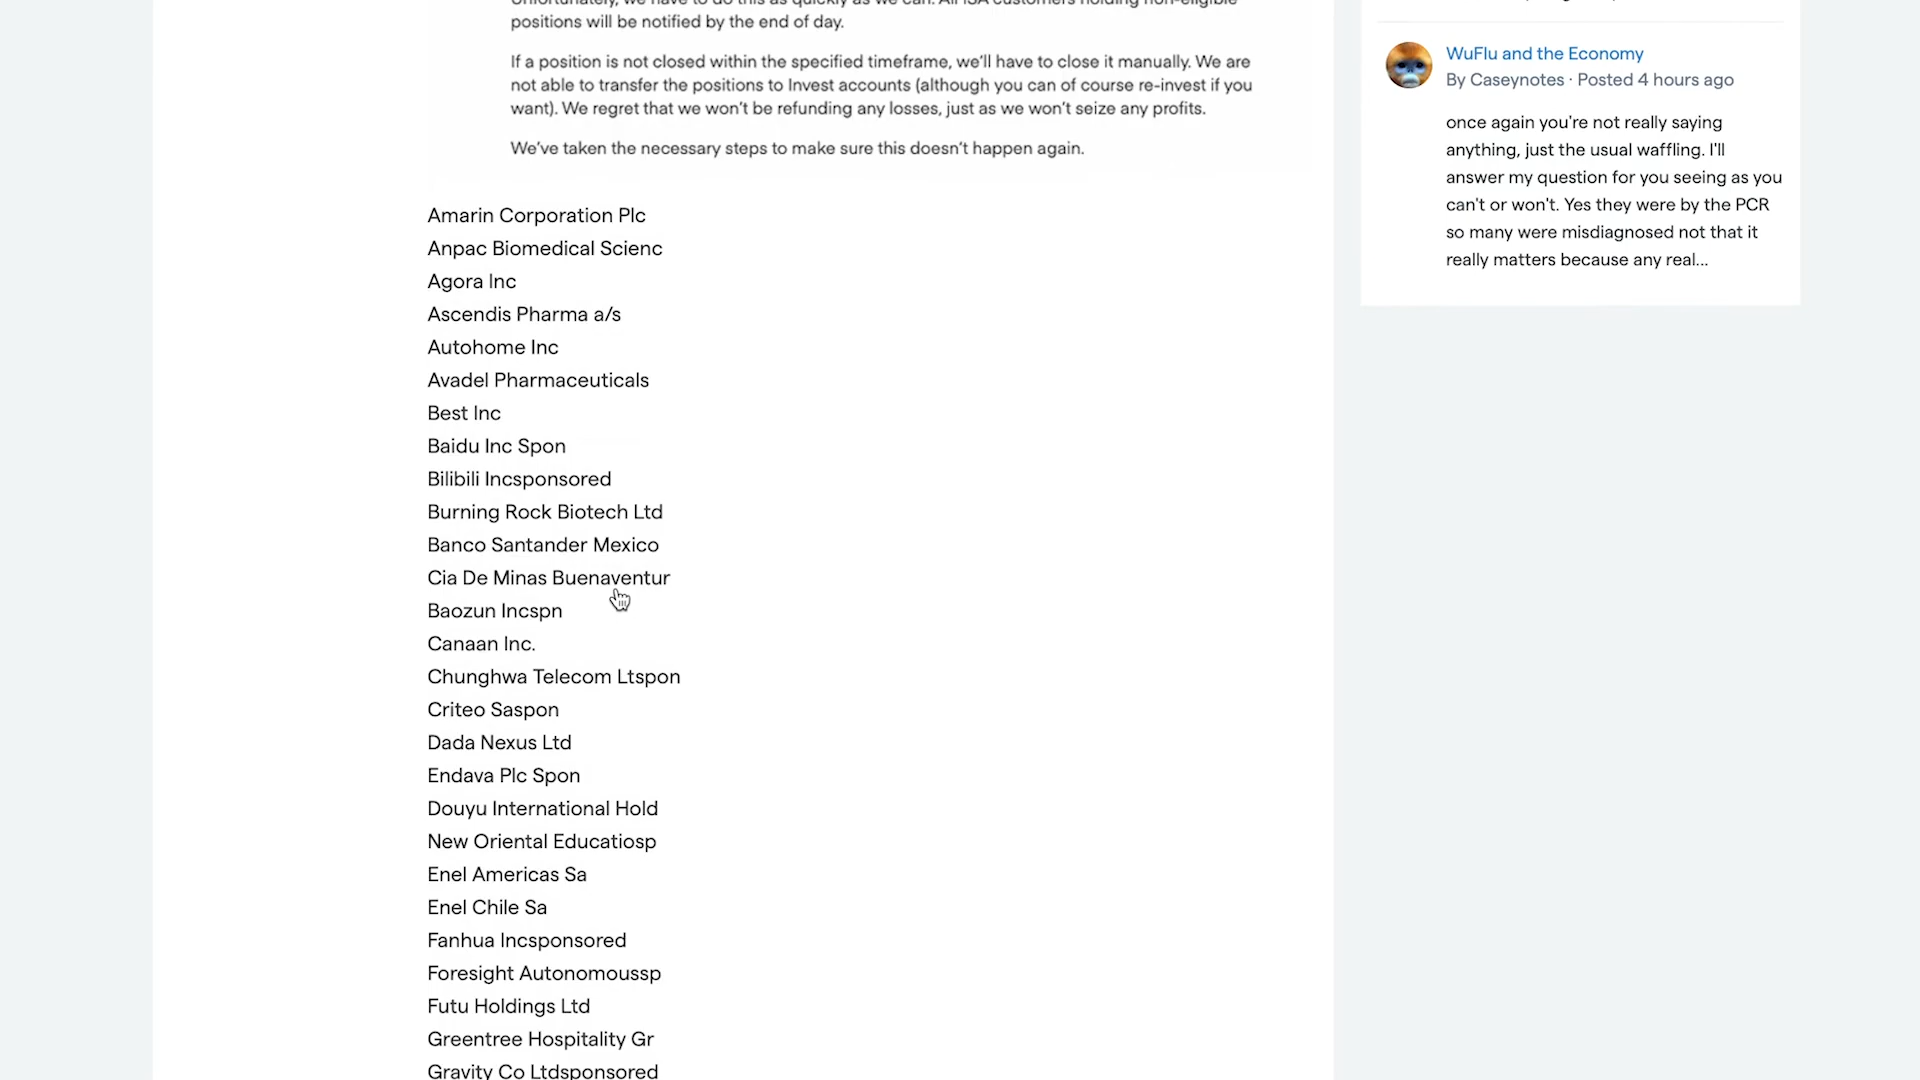 positions will be notified by the end of day.
If a position is not closed within the specified timeframe, we'll have to close it manually. We are
not able to transfer the positions to Invest accounts (although you can of course re-invest if you
want). We regret that we won't be refunding any losses, just as we won't seize any profits.
We've taken the necessary steps to make sure this doesn't happen again.
Amarin Corporation Plc
Anpac Biomedical Scienc
Agora Inc
Ascendis Pharma a/s
Autohome Inc
Avadel Pharmaceuticals
Best Inc
Baidu Inc Spon
Bilibili Incsponsored
Burning Rock Biotech Ltd
Banco Santander Mexico
Cia De Minas Buenaventur
Baozun Incspn
Canaan Inc.
Chunghwa Telecom Ltspon
Criteo Saspon
Dada Nexus Ltd
Endava Plc Spon
Douyu International Hold
New Oriental Educatiosp
Enel Americas Sa
Enel Chile Sa
Fanhua Incsponsored
Foresight Autonomoussp
Futu Holdings Ltd
Greentree Hospitality Gr
Gravity Co Ltdsponsored
WuFlu and the Economy
By Caseynotes · Posted 4 hours ago
once again you're not really saying
anything, just the usual waffling. I'll
answer my question for you seeing as you
can't or won't. Yes they were by the PCR
so many were misdiagnosed not that it
really matters because any real...